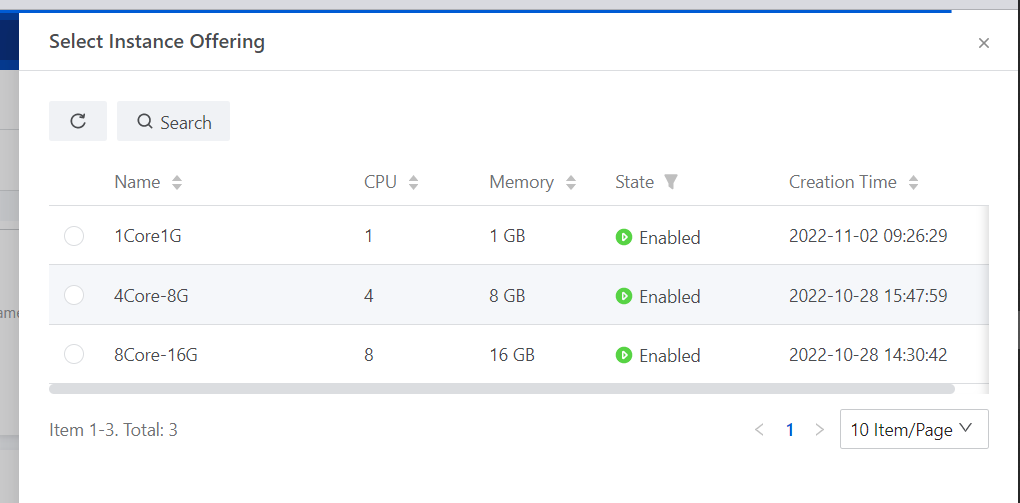 Select Instance Offering
Search
Name CPU Memory State Creation Time
1Core1G 1 1 GB Enabled 2022-11-02 09:26:29
4Core-8G 4 8 GB Enabled 2022-10-28 15:47:59
8Core-16G 8 16 GB Enabled 2022-10-28 14:30:42
Item 1-3. Total: 3 1 10 Item/Page